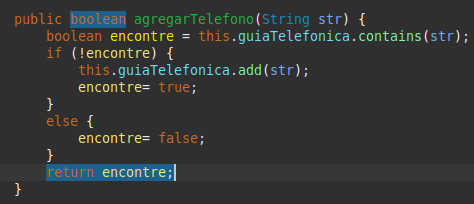 public boolean agregarTelefono(String str) {
    boolean encontre = this.guiaTelefonica.contains(str);
    if (!encontre) {
        this.guiaTelefonica.add(str);
        encontre= true;
    }
    else {
        encontre= false;
    }
    return encontre;
}